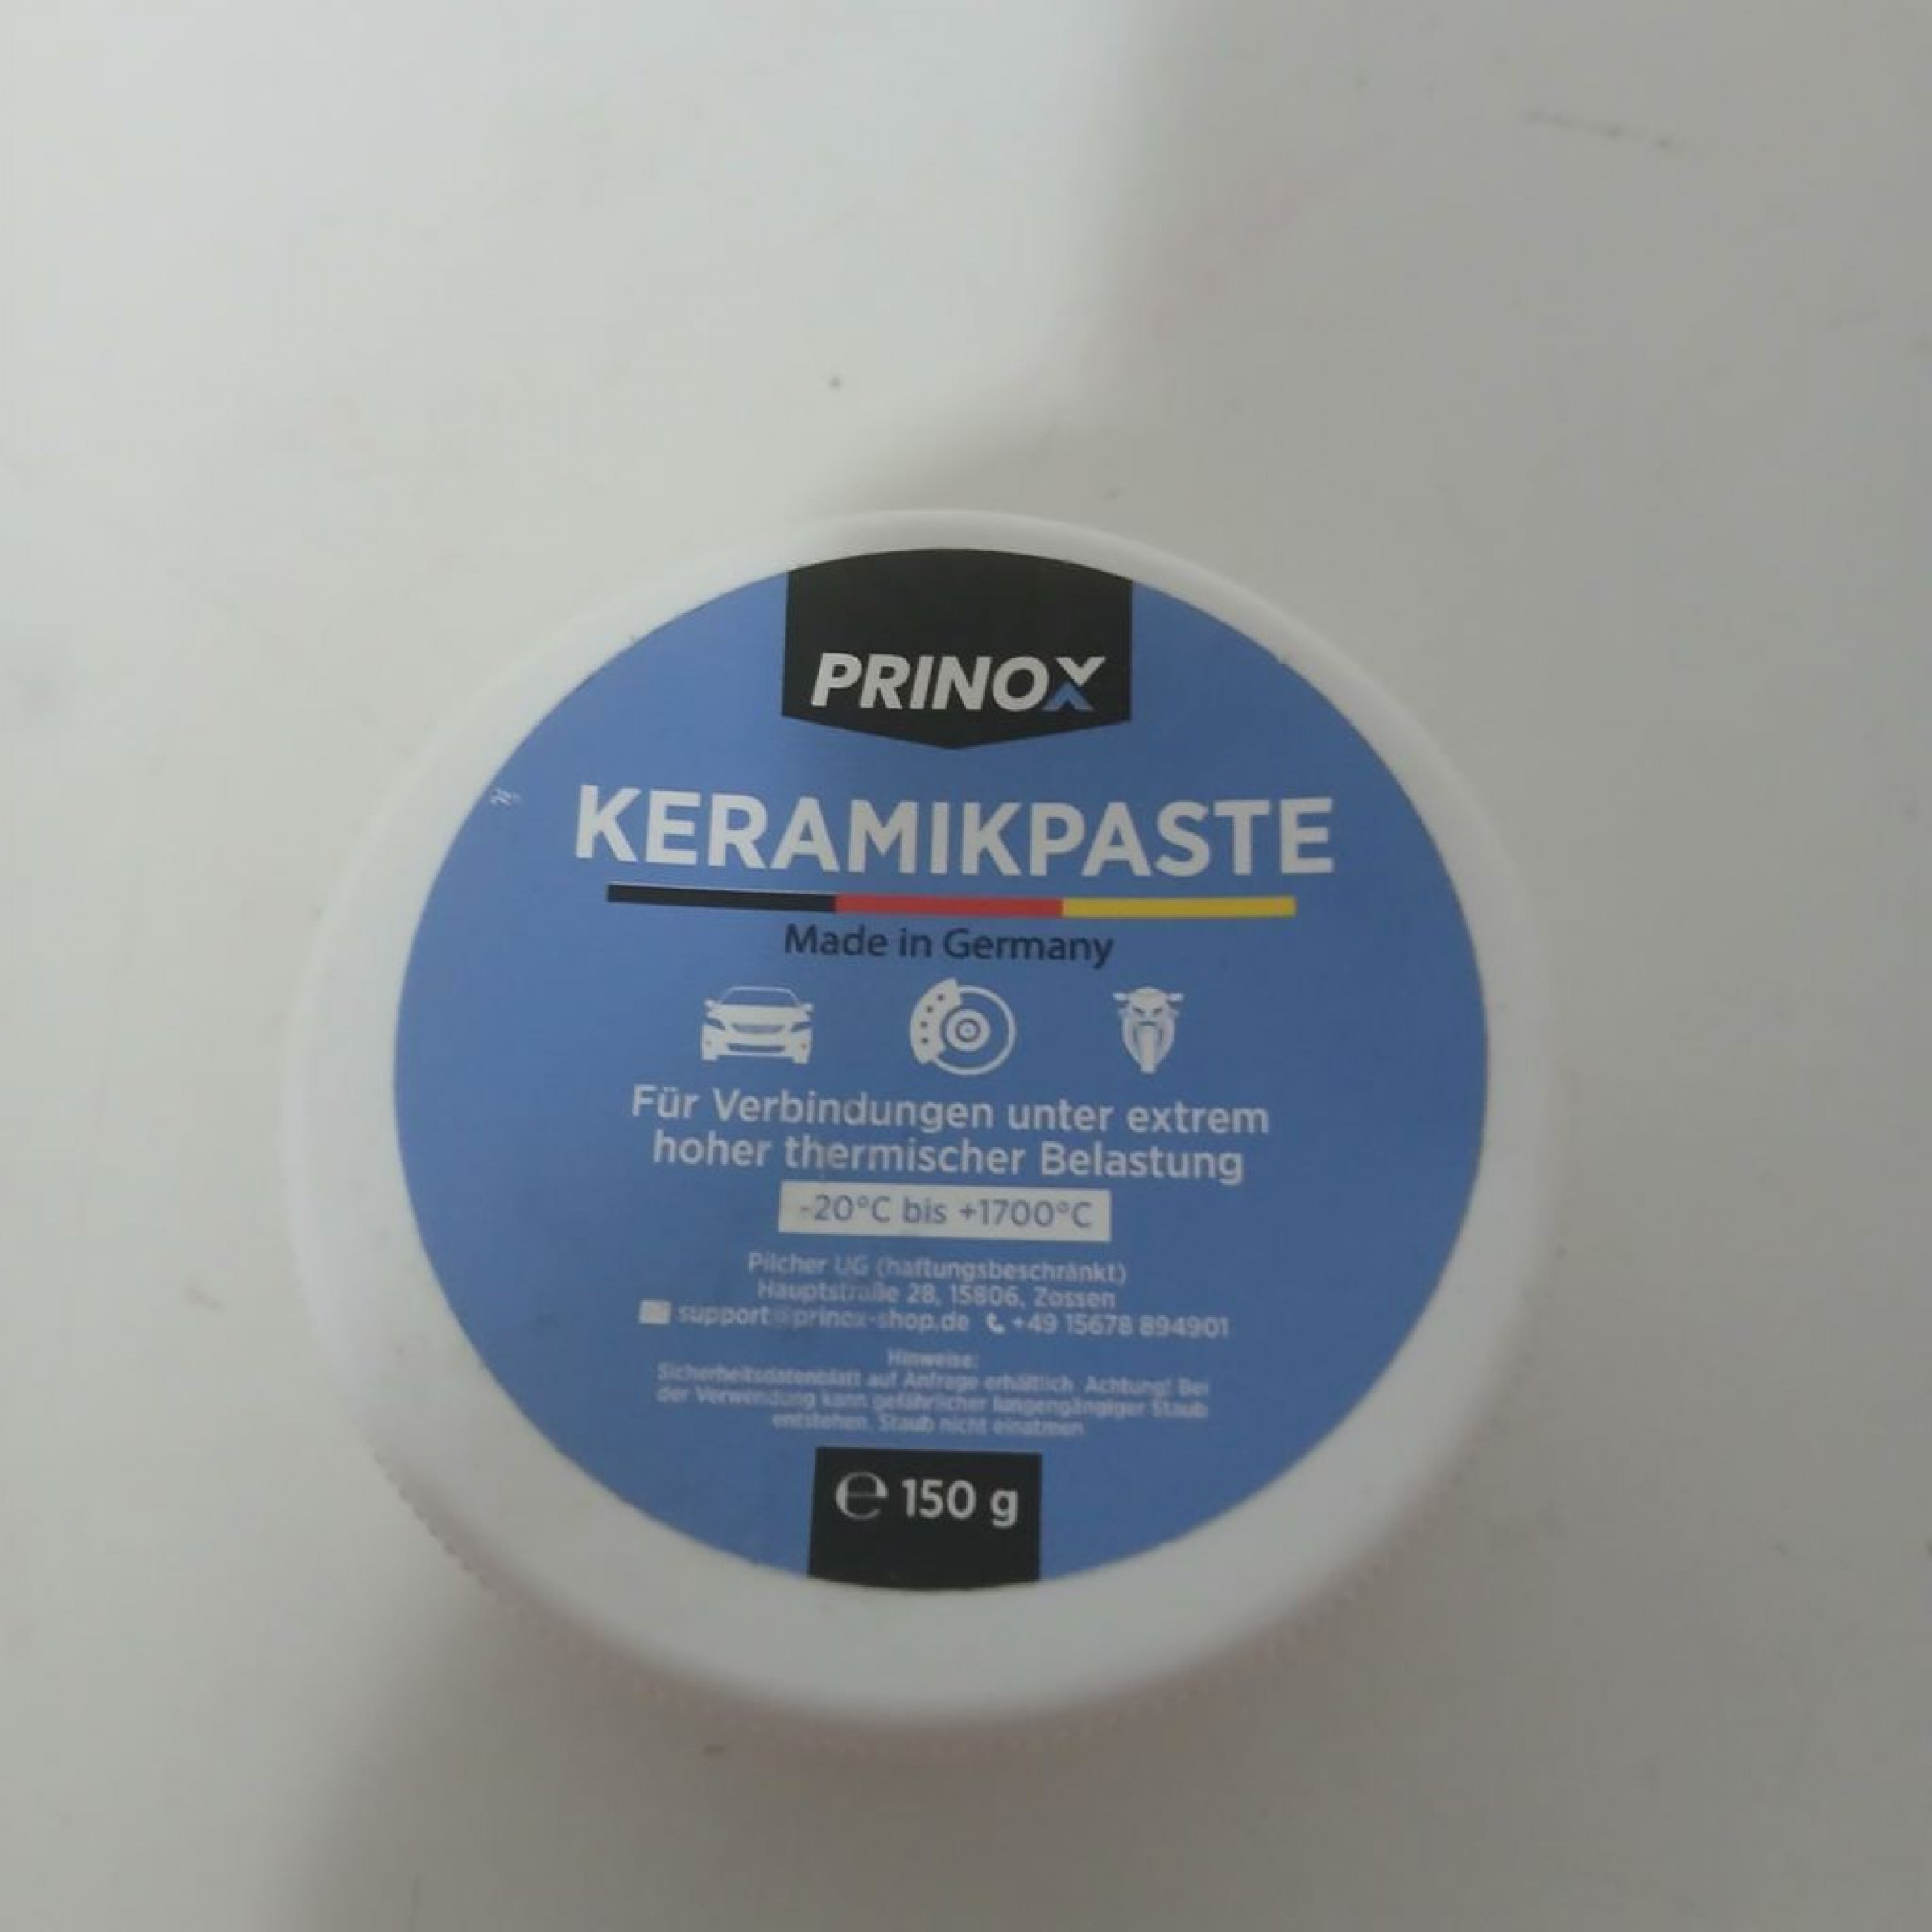 PRINOX
KERAMIKPASTE
Made in Germany
Für Verbindungen unter extrem
hoher thermischer Belastung
-20°C bis +1700°C
Pilcher UG (haftungsbeschränkt)
Hauptstraße 28, 15806, Zossen
support@prinox-shop.de +49 15678 894901
Hinweise:
Sicherheitsdatenblatt auf Anfrage erhältlich. Achtung! Bei
der Verwendung kann gefährlicher lungengängiger Staub
entstehen. Staub nicht einatmen.
℮ 150 g